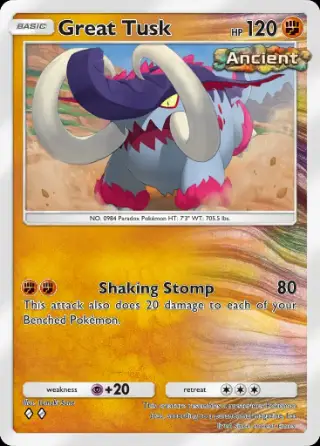 BASIC
Great Tusk
HP 120
Ancient
NO. 0984 Paradox Pokémon HT: 7'3" WT: 705.5 lbs.
Shaking Stomp 80
This attack also does 20 damage to each of your
Benched Pokémon.
weakness +20
retreat